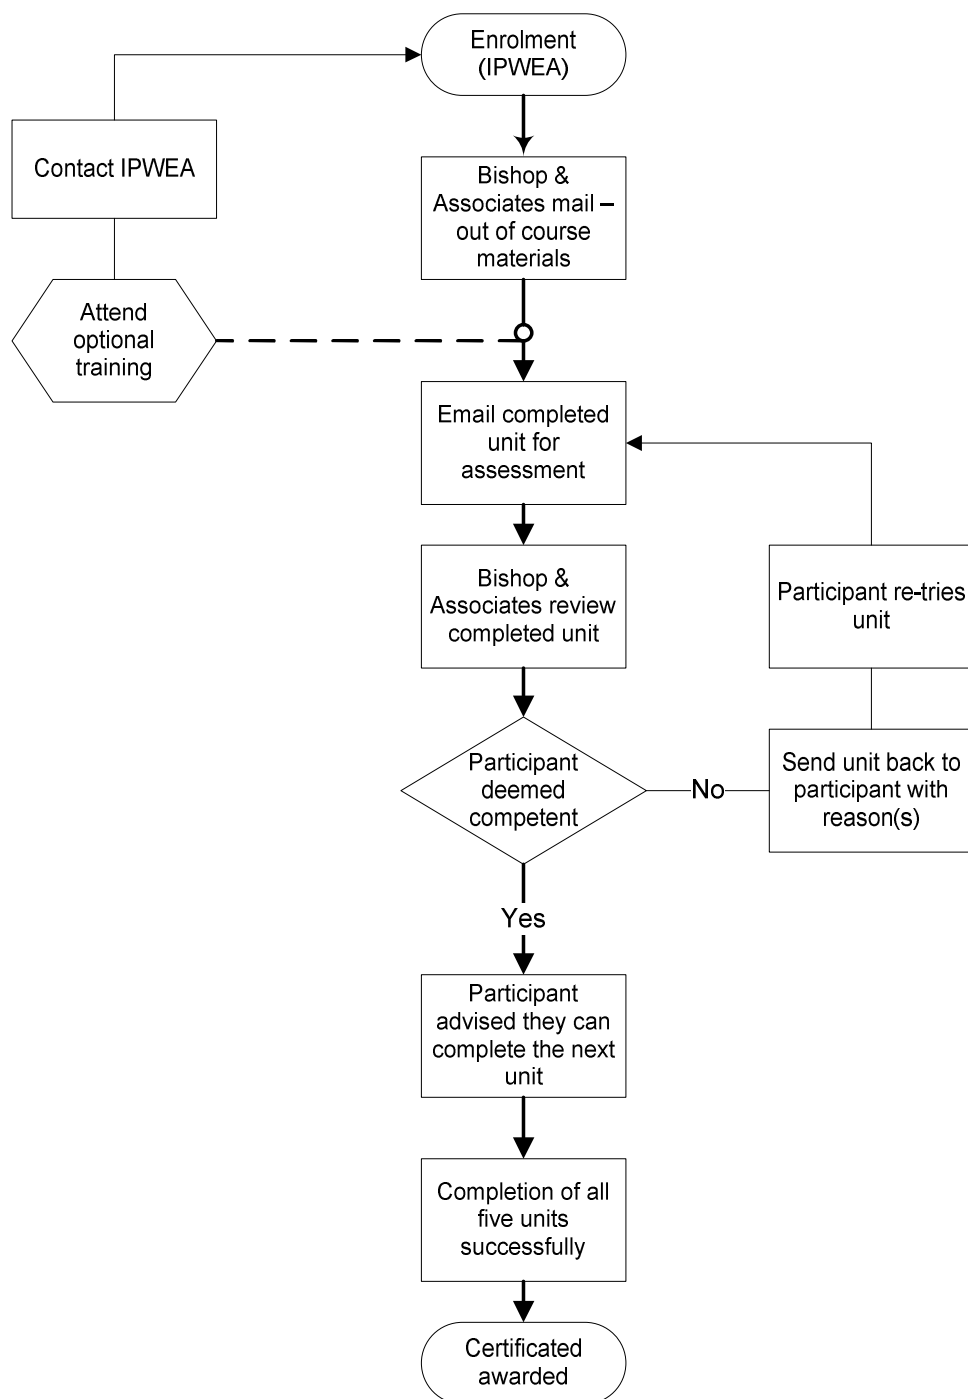 Enrolment
(IPWEA)
Contact IPWEA
Bishop &
Associates mail –
out of course
materials
Attend
optional
training
Email completed
unit for
assessment
Bishop &
Associates review
completed unit
Participant re-tries
unit
Participant
deemed
competent
No
Send unit back to
participant with
reason(s)
Yes
Participant
advised they can
complete the next
unit
Completion of all
five units
successfully
Certificated
awarded